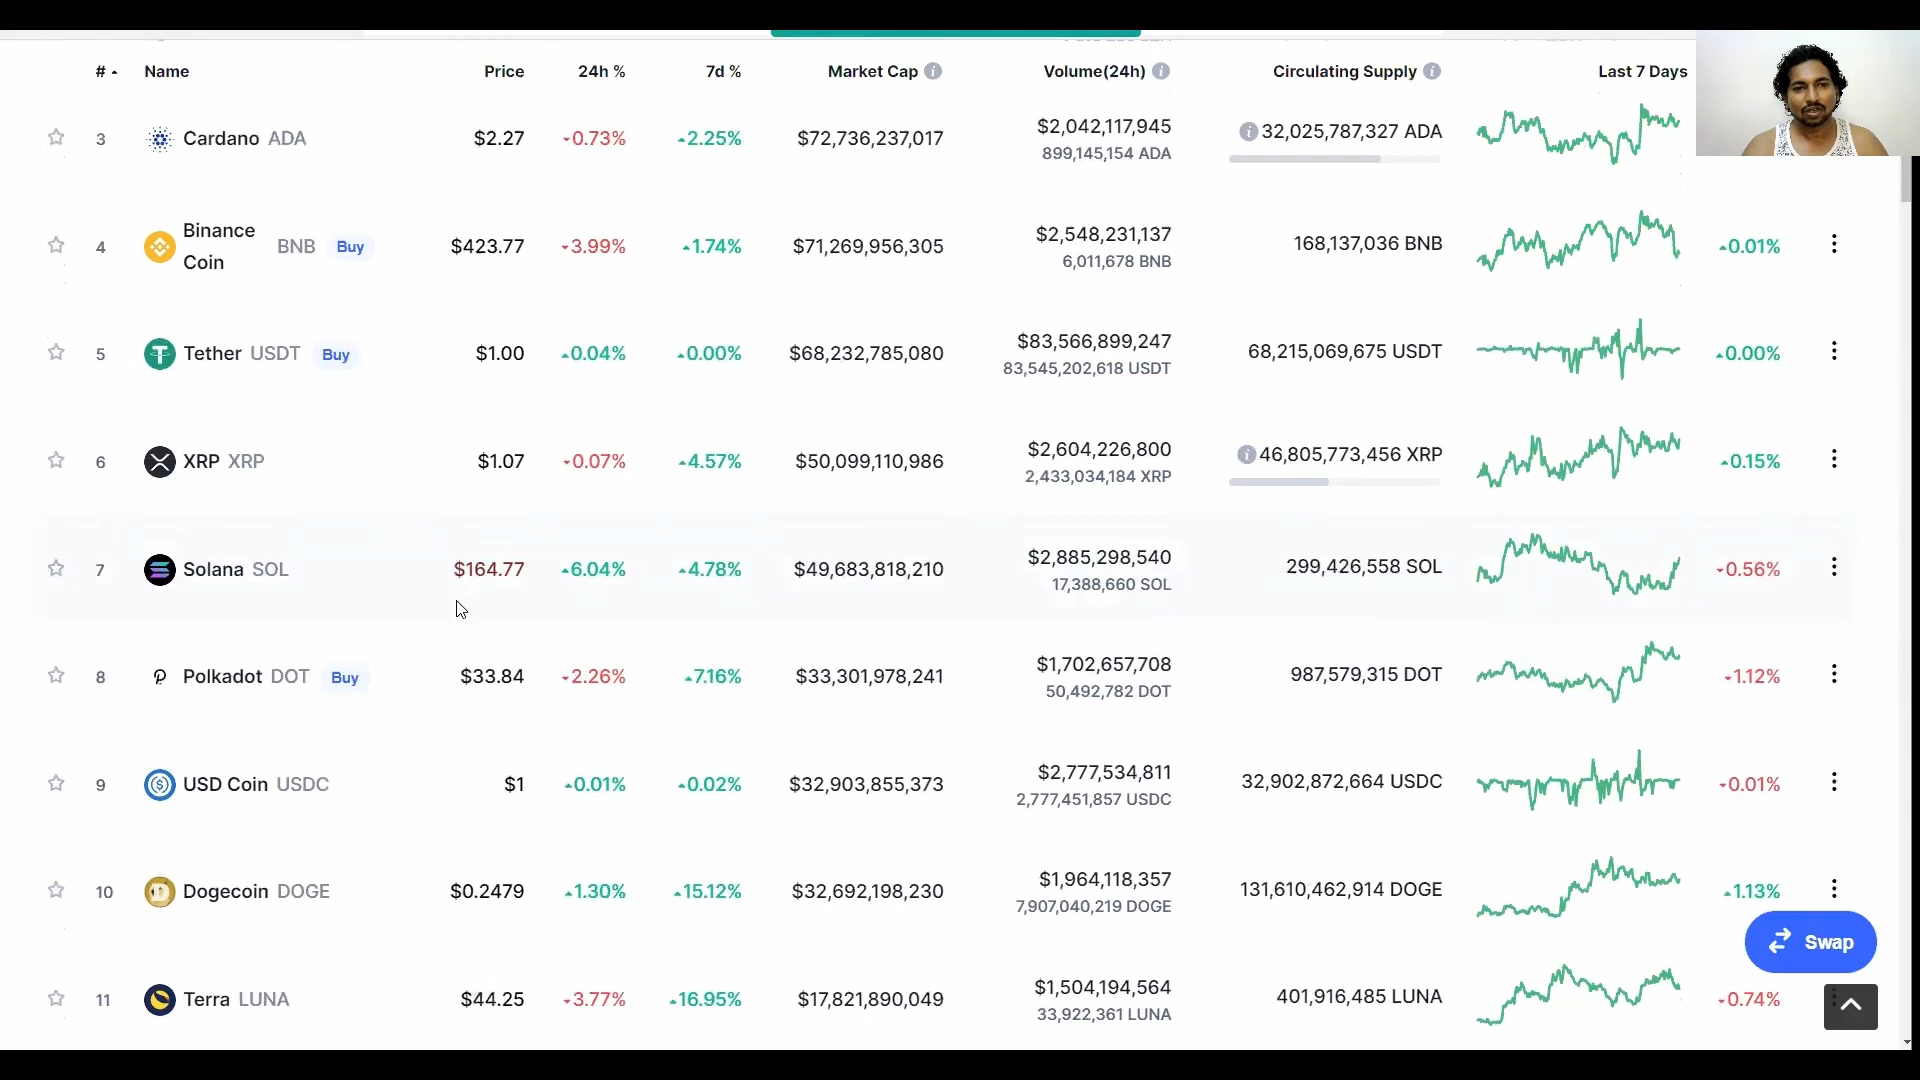 # Name Price 24h % 7d % Market Cap Volume(24h) Circulating Supply Last 7 Days
3 Cardano ADA $2.27 0.73% 2.25% $72,736,237,017 $2,042,117,945 32,025,787,327 ADA
899,145,154 ADA
4 Binance Coin BNB Buy $423.77 3.99% 1.74% $71,269,956,305 $2,548,231,137 168,137,036 BNB 0.01%
6,011,678 BNB
5 Tether USDT Buy $1.00 0.04% 0.00% $68,232,785,080 $83,566,899,247 68,215,069,675 USDT 0.00%
83,545,202,618 USDT
6 XRP XRP $1.07 0.07% 4.57% $50,099,110,986 $2,604,226,800 46,805,773,456 XRP 0.15%
2,433,034,184 XRP
7 Solana SOL $164.77 6.04% 4.78% $49,683,818,210 $2,885,298,540 299,426,558 SOL 0.56%
17,388,660 SOL
8 Polkadot DOT Buy $33.84 2.26% 7.16% $33,301,978,241 $1,702,657,708 987,579,315 DOT 1.12%
50,492,782 DOT
9 USD Coin USDC $1 0.01% 0.02% $32,903,855,373 $2,777,534,811 32,902,872,664 USDC 0.01%
2,777,451,857 USDC
10 Dogecoin DOGE $0.2479 1.30% 15.12% $32,692,198,230 $1,964,118,357 131,610,462,914 DOGE 1.13%
7,907,040,219 DOGE
Swap
11 Terra LUNA $44.25 3.77% 16.95% $17,821,890,049 $1,504,194,564 401,916,485 LUNA 0.74%
33,922,361 LUNA